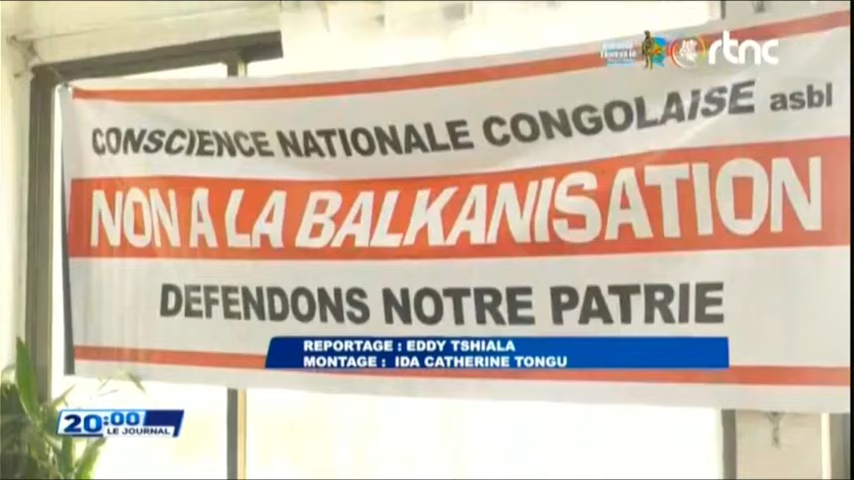 rtnc
CONSCIENCE NATIONALE CONGOLAISE asbl
NON A LA BALKANISATION
DEFENDONS NOTRE PATRIE
REPORTAGE : EDDY TSHIALA
MONTAGE : IDA CATHERINE TONGU
20:00
LE JOURNAL